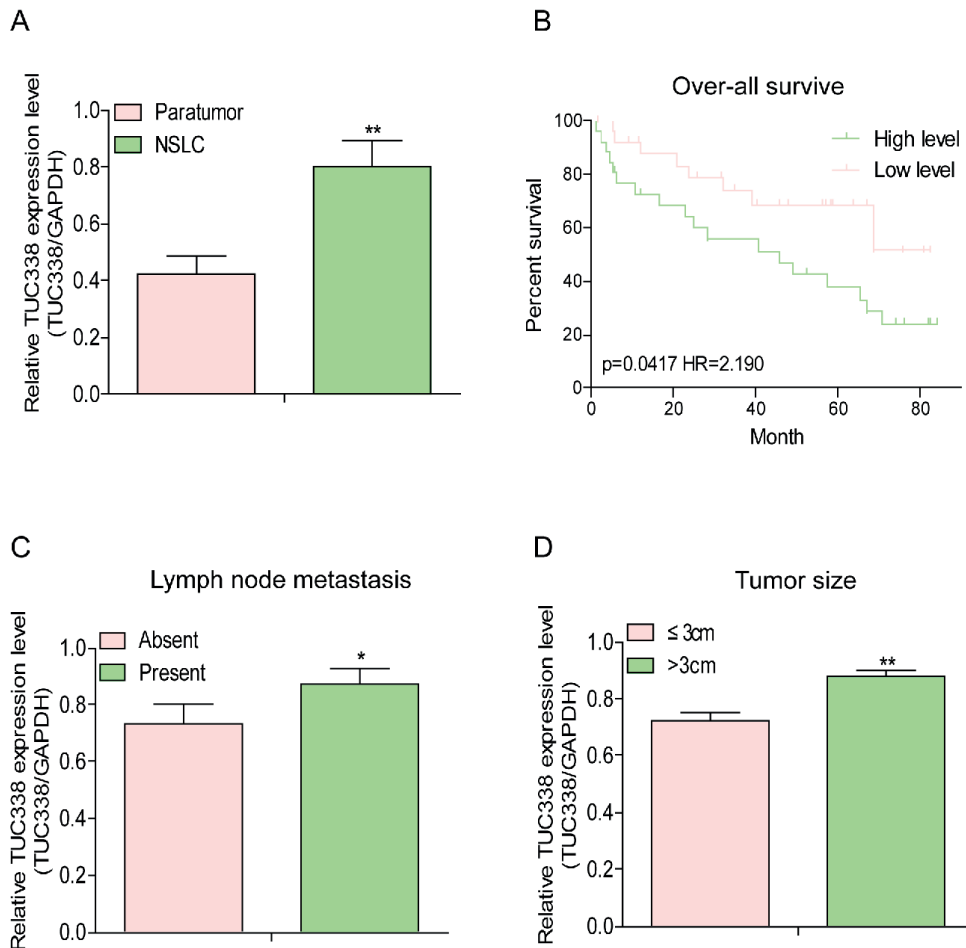 A
Relative TUC338 expression level
(TUC338/GAPDH)
1.0
0.8
0.6
0.4
0.2
0.0
Paratumor
NSLC
**
B
Over-all survive
Percent survival
100
80
60
40
20
0
High level
Low level
p=0.0417 HR=2.190
0
20
40
60
80
Month
C
Lymph node metastasis
Relative TUC338 expression level
(TUC338/GAPDH)
1.0
0.8
0.6
0.4
0.2
0.0
Absent
Present
*
D
Tumor size
Relative TUC338 expression level
(TUC338/GAPDH)
1.0
0.8
0.6
0.4
0.2
0.0
≤ 3cm
>3cm
**